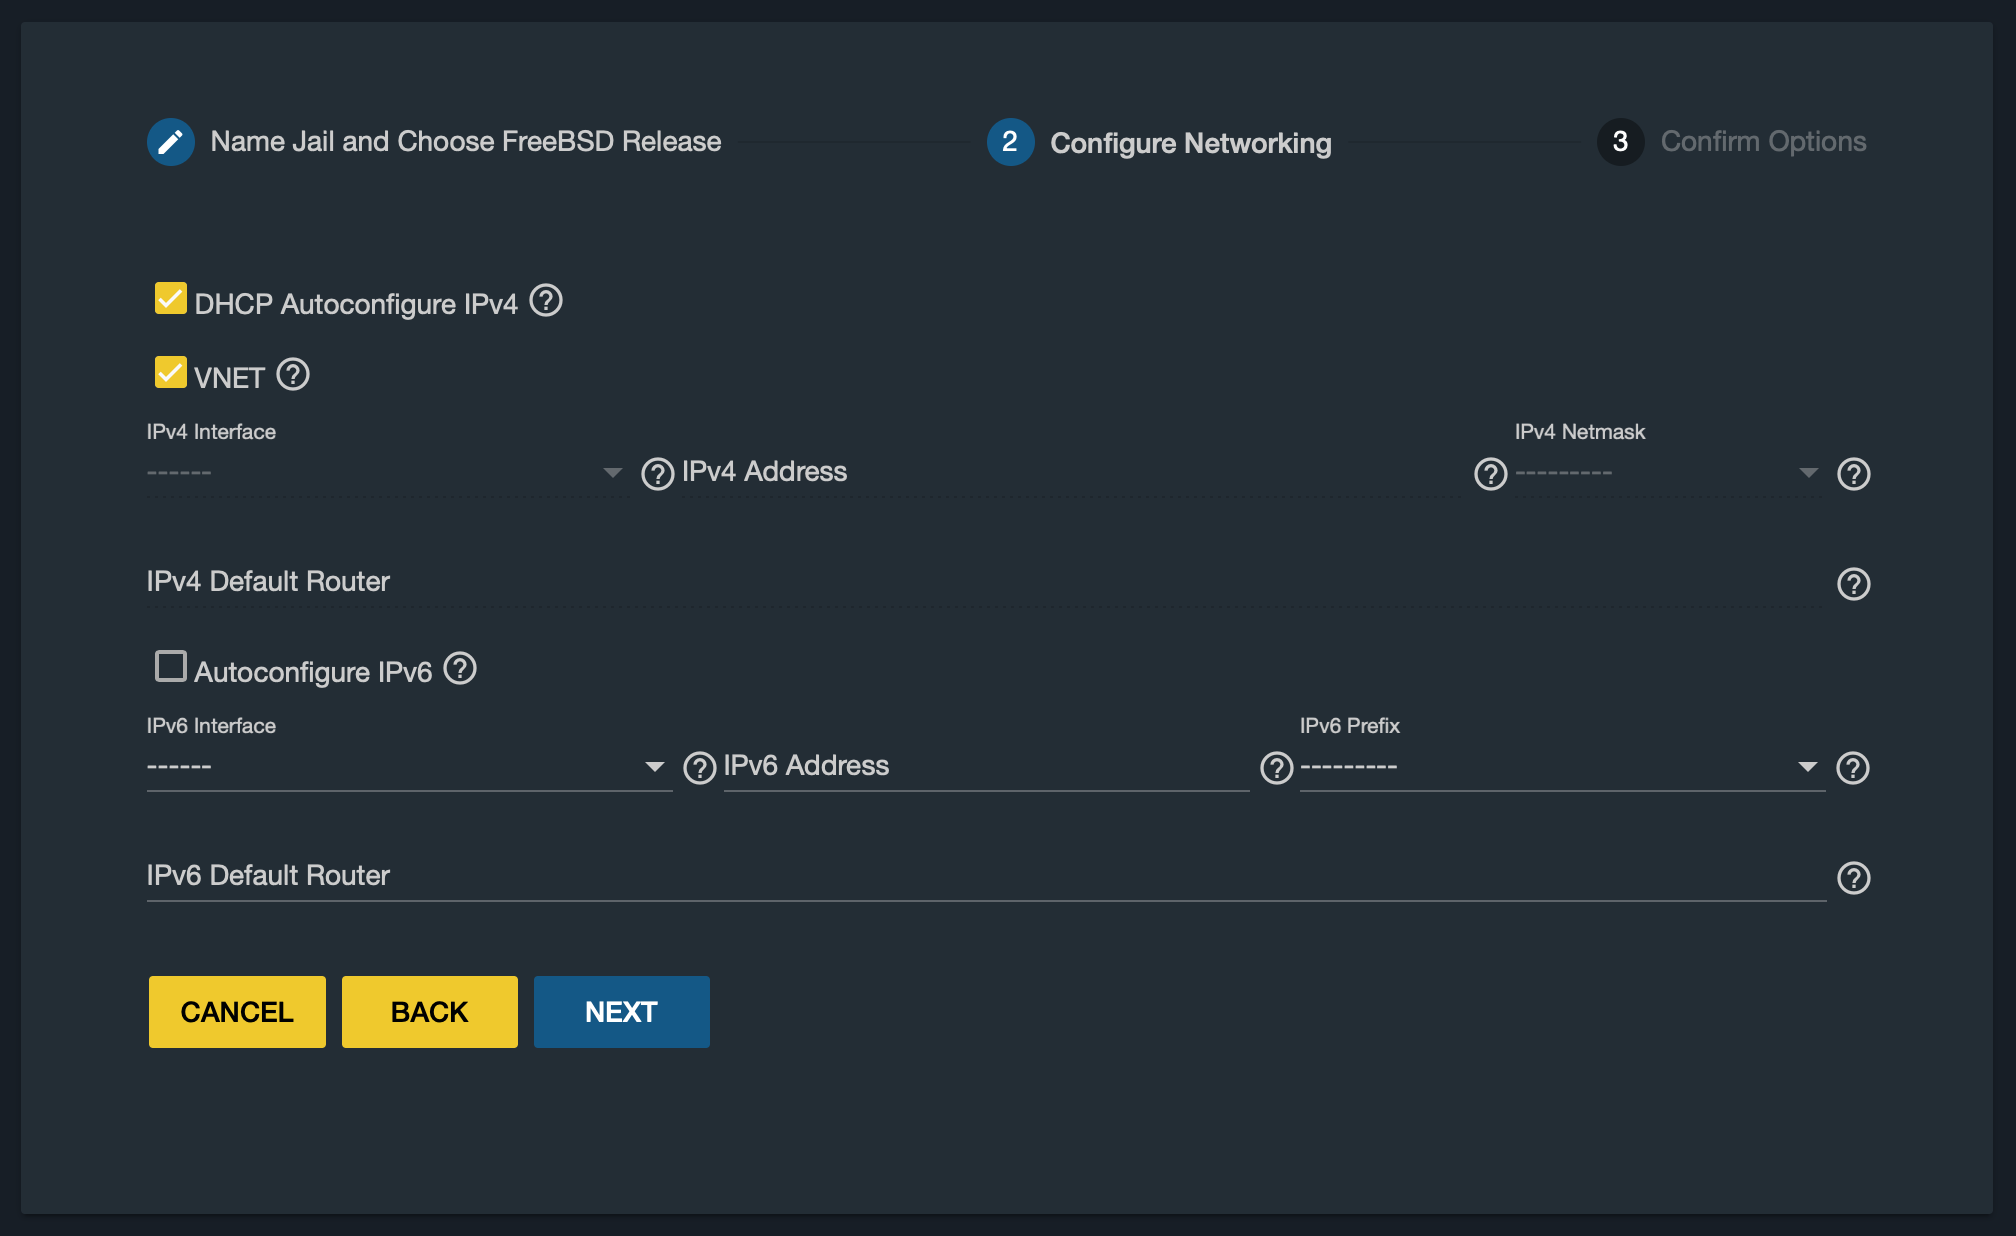 Name Jail and Choose FreeBSD Release
2 Configure Networking
3 Confirm Options
DHCP Autoconfigure IPv4 ?
VNET ?
IPv4 Interface
------ ?
IPv4 Address ?
IPv4 Netmask
--------- ?
IPv4 Default Router ?
Autoconfigure IPv6 ?
IPv6 Interface
------ ?
IPv6 Address ?
IPv6 Prefix
--------- ?
IPv6 Default Router ?
CANCEL
BACK
NEXT